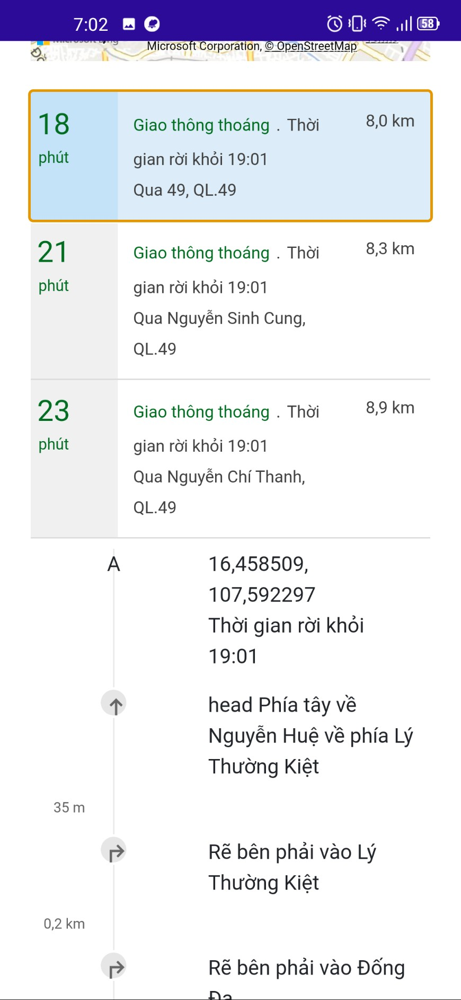 7:02
58
Microsoft Bing
Microsoft Corporation, © OpenStreetMap
18
phút
Giao thông thoáng . Thời
8,0 km
gian rời khỏi 19:01
Qua 49, QL.49
21
phút
Giao thông thoáng . Thời
8,3 km
gian rời khỏi 19:01
Qua Nguyễn Sinh Cung,
QL.49
23
phút
Giao thông thoáng . Thời
8,9 km
gian rời khỏi 19:01
Qua Nguyễn Chí Thanh,
QL.49
A
16,458509,
107,592297
Thời gian rời khỏi
19:01
head Phía tây về
Nguyễn Huệ về phía Lý
Thường Kiệt
35 m
Rẽ bên phải vào Lý
Thường Kiệt
0,2 km
Rẽ bên phải vào Đống
Đa